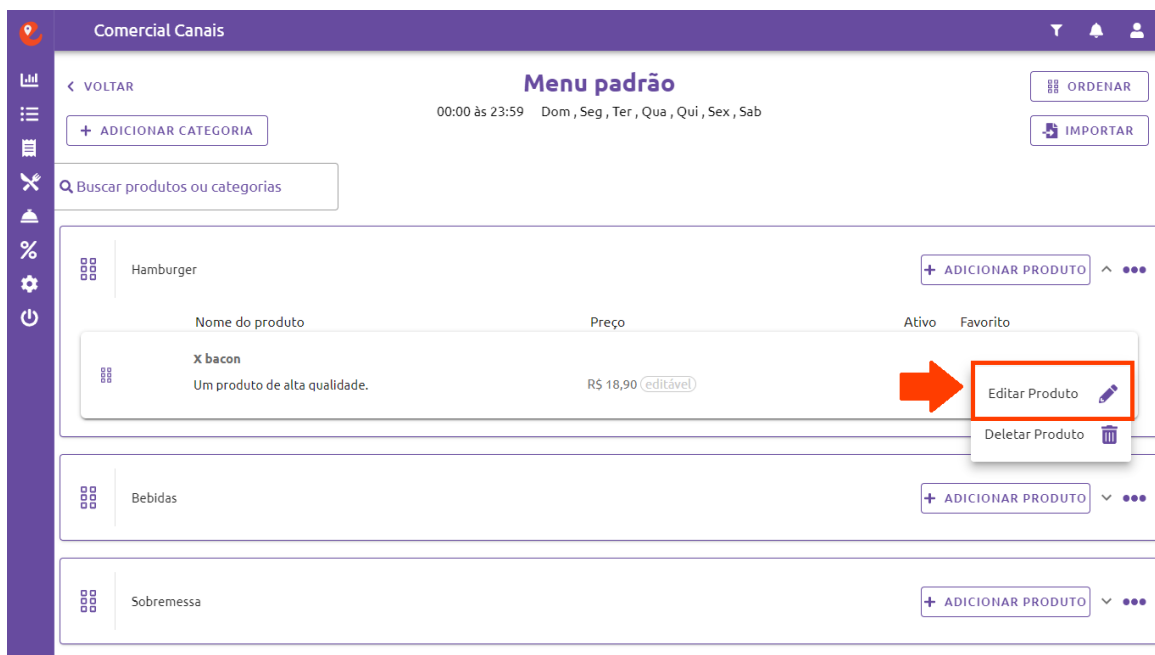 Comercial Canais
VOLTAR
Menu padrão
ORDENAR
00:00 às 23:59 Dom , Seg , Ter , Qua , Qui , Sex , Sab
+ ADICIONAR CATEGORIA
IMPORTAR
Buscar produtos ou categorias
Hamburger
+ ADICIONAR PRODUTO
Nome do produto Preço Ativo Favorito
X bacon
Um produto de alta qualidade.
R$ 18,90 (editável)
Editar Produto
Deletar Produto
Bebidas
+ ADICIONAR PRODUTO
Sobremessa
+ ADICIONAR PRODUTO